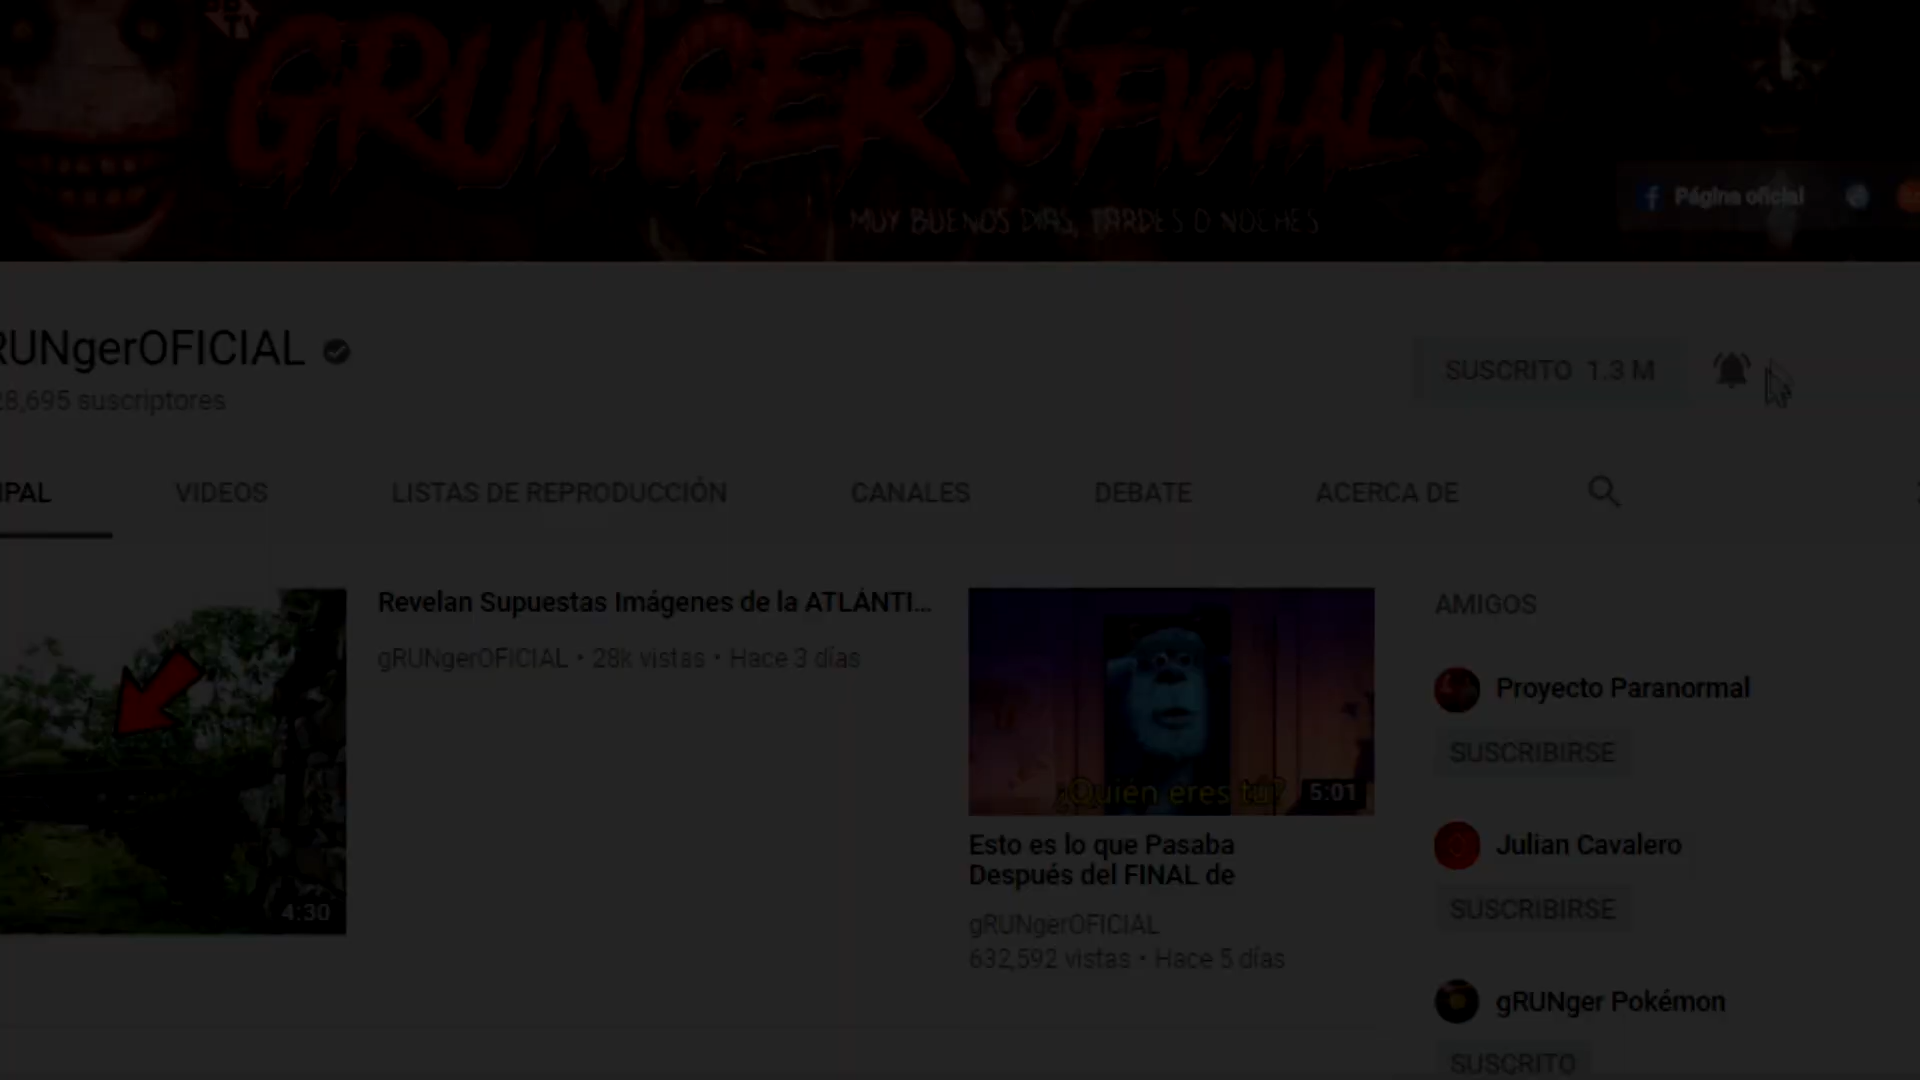 GRUNGER OFICIAL
MUY BUENOS DIAS, TARDES O NOCHES
Página oficial
RUNgerOFICIAL
28,695 suscriptores
SUSCRITO 1.3 M
IPAL
VIDEOS
LISTAS DE REPRODUCCIÓN
CANALES
DEBATE
ACERCA DE
4:30
Revelan Supuestas Imágenes de la ATLÁNTI...
gRUNgerOFICIAL • 28k vistas • Hace 3 días
¿Quién eres tú?
5:01
Esto es lo que Pasaba
Después del FINAL de
gRUNgerOFICIAL
632,592 vistas • Hace 5 días
AMIGOS
Proyecto Paranormal
SUSCRIBIRSE
Julian Cavalero
SUSCRIBIRSE
gRUNger Pokémon
SUSCRITO